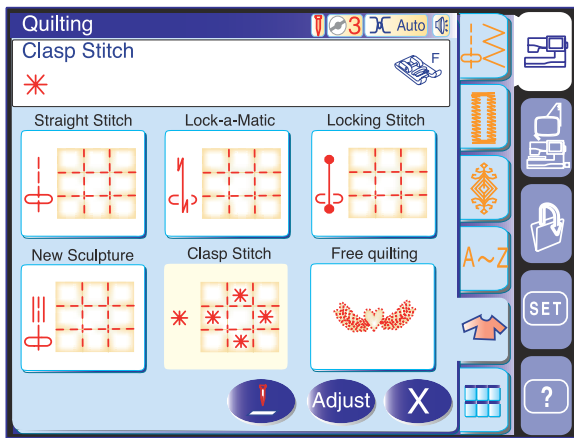 Quilting
3 Auto
Clasp Stitch
F
Straight Stitch Lock-a-Matic Locking Stitch
New Sculpture Clasp Stitch Free quilting
A~Z
SET
Adjust X
?